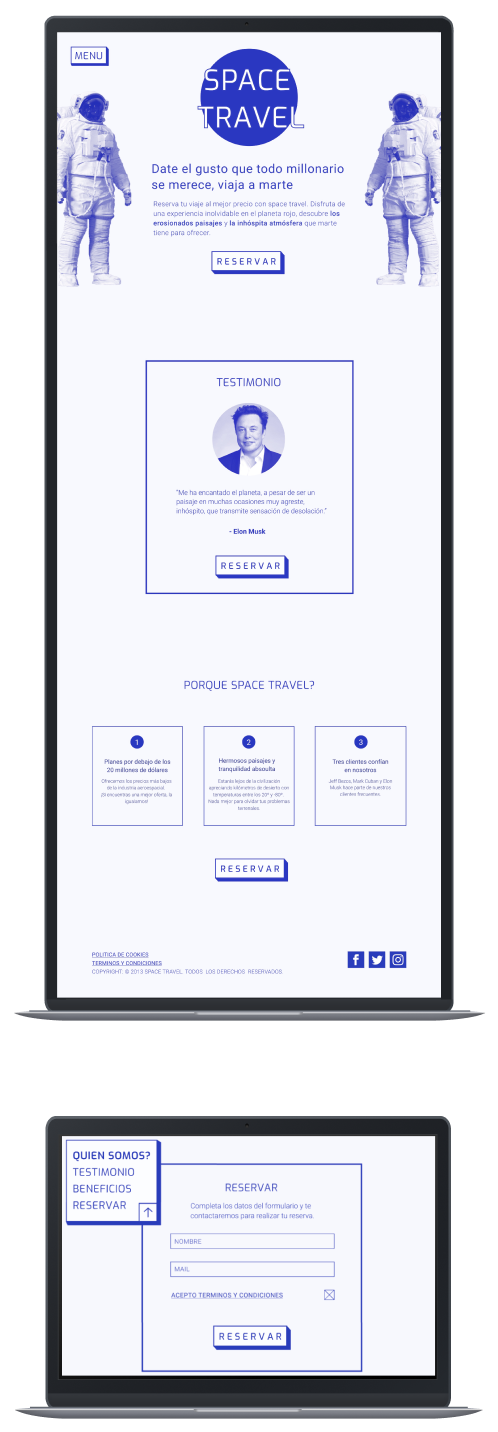 MENU
SPACE
TRAVEL
Date el gusto que todo millonario
se merece, viaja a marte
Reserva tu viaje al mejor precio con space travel. Disfruta de
una experiencia inolvidable en el planeta rojo, descubre los
erosionados paisajes y la inhóspita atmósfera que marte
tiene para ofrecer.
RESERVAR
TESTIMONIO
"Me ha encantado el planeta, a pesar de ser un
paisaje en muchas ocasiones muy agreste,
inhóspito, que transmite sensación de desolación."
- Elon Musk
RESERVAR
PORQUE SPACE TRAVEL?
1
Planes por debajo de los
20 millones de dólares
Ofrecemos los precios más bajos
de la industria aeroespacial.
¡Si encuentras una mejor oferta, la
igualamos!
2
Hermosos paisajes y
tranquilidad absoulta
Estarás lejos de la civilización
apreciando kilómetros de desierto con
temperaturas entre los 20º y -80º.
Nada mejor para olvidar tus problemas
terrenales.
3
Tres clientes confían
en nosotros
Jeff Bezos, Mark Cuban y Elon
Musk hace parte de nuestros
clientes frecuentes.
RESERVAR
POLITICA DE COOKIES
TERMINOS Y CONDICIONES
COPYRIGHT © 2013 SPACE TRAVEL. TODOS LOS DERECHOS RESERVADOS.
QUIEN SOMOS?
TESTIMONIO
BENEFICIOS
RESERVAR
RESERVAR
Completa los datos del formulario y te
contactaremos para realizar tu reserva.
NOMBRE
MAIL
ACEPTO TERMINOS Y CONDICIONES
RESERVAR